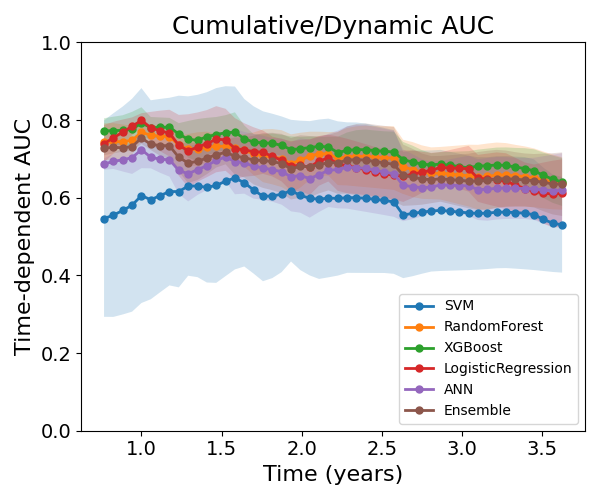 Cumulative/Dynamic AUC
Time-dependent AUC
1.0
0.8
0.6
0.4
0.2
0.0
SVM
RandomForest
XGBoost
LogisticRegression
ANN
Ensemble
1.0 1.5 2.0 2.5 3.0 3.5
Time (years)